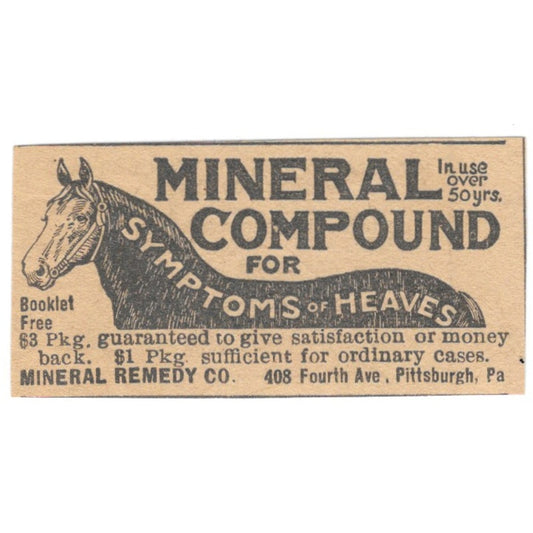 MINERAL
In use
over
50 yrs.
COMPOUND
FOR
SYMPTOMS OF HEAVES
Booklet
Free
$3 Pkg. guaranteed to give satisfaction or money
back. $1 Pkg. sufficient for ordinary cases.
MINERAL REMEDY CO. 408 Fourth Ave., Pittsburgh, Pa